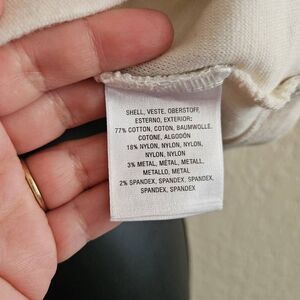 SHELL, VESTE, OBERSTOFF,
ESTERNO, EXTERIOR:
77% COTTON, COTON, BAUMWOLLE,
COTONE, ALGODÓN
18% NYLON, NYLON, NYLON,
NYLON, NYLON
3% METAL, MÉTAL, METALL,
METALLO, METAL
2% SPANDEX, SPANDEX, SPANDEX,
SPANDEX, SPANDEX